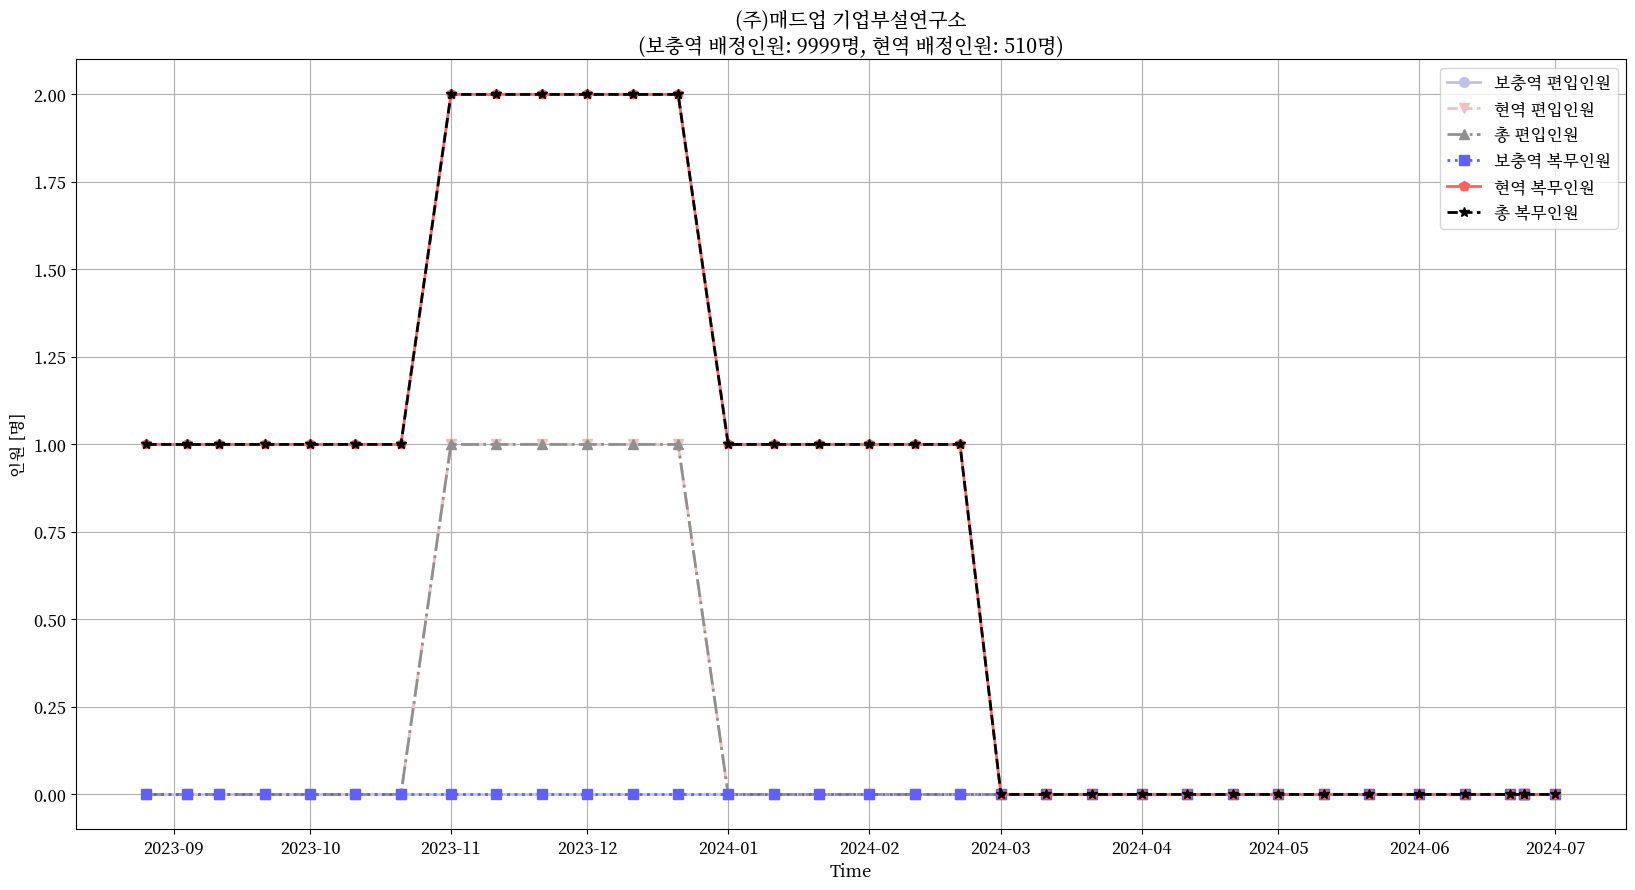 (주)매드업 기업부설연구소
(보충역 배정인원: 9999명, 현역 배정인원: 510명)
보충역 편입인원
현역 편입인원
총 편입인원
보충역 복무인원
현역 복무인원
총 복무인원
인원 [명]
2.00
1.75
1.50
1.25
1.00
0.75
0.50
0.25
0.00
2023-09 2023-10 2023-11 2023-12 2024-01 2024-02 2024-03 2024-04 2024-05 2024-06 2024-07
Time